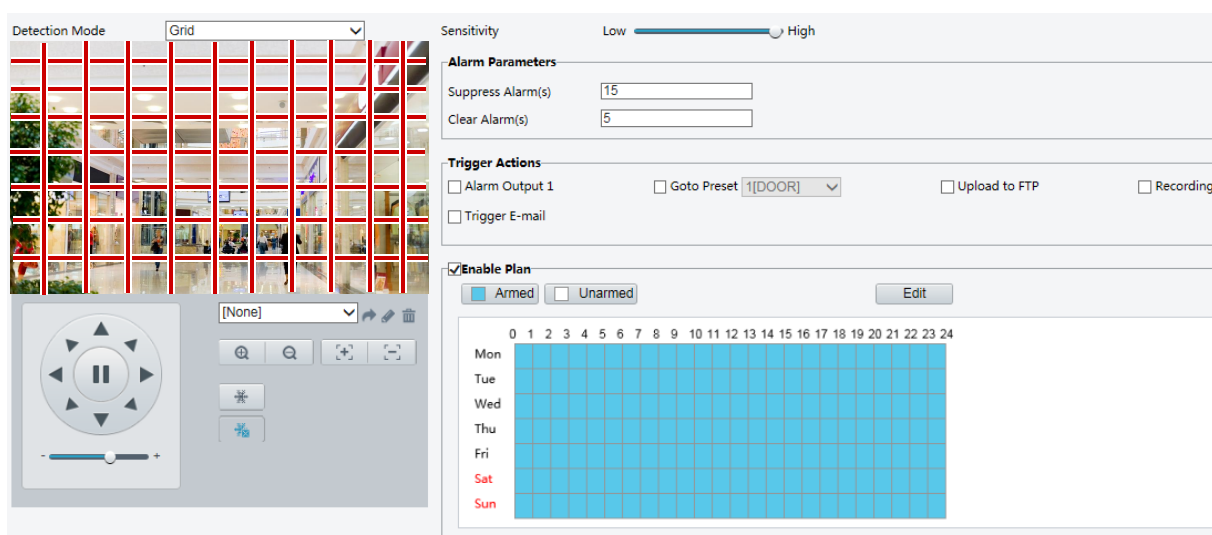 Detection Mode Grid
Sensitivity Low High
Alarm Parameters
Suppress Alarm(s) 15
Clear Alarm(s) 5
Trigger Actions
Alarm Output 1 Goto Preset 1[DOOR] Upload to FTP Recording
Trigger E-mail
Enable Plan
Armed Unarmed Edit
[None]
0 1 2 3 4 5 6 7 8 9 10 11 12 13 14 15 16 17 18 19 20 21 22 23 24
Mon
Tue
Wed
Thu
Fri
Sat
Sun
- +